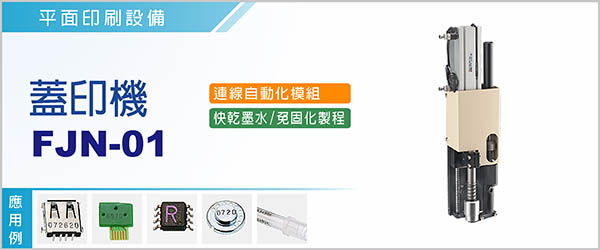 平面印刷設備
蓋印機
FJN-01
連線自動化模組
快乾墨水/免固化製程
應用例
072620
R
0720